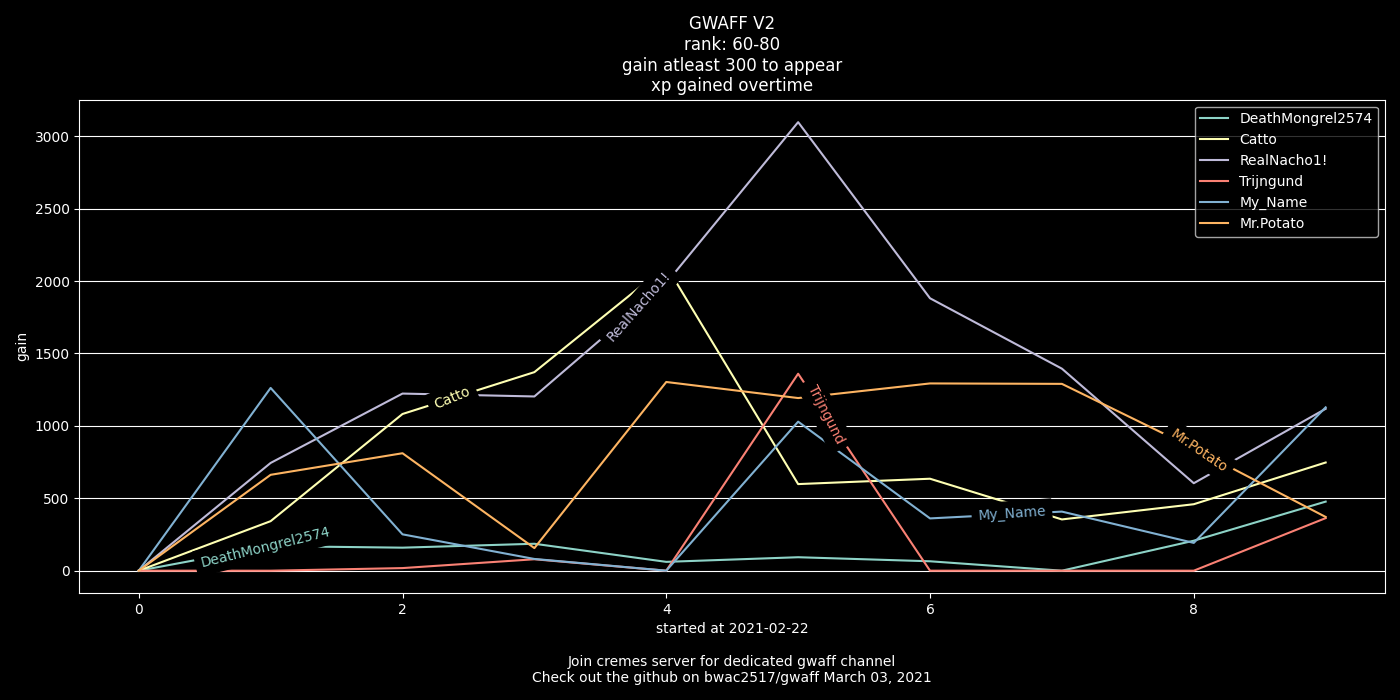 GWAFF V2
rank: 60-80
gain atleast 300 to appear
xp gained overtime
DeathMongrel2574
Catto
RealNacho1!
Trijngund
My_Name
Mr.Potato
3000
2500
2000
1500
1000
500
0
gain
RealNacho1!
Catto
Trijngund
Mr.Potato
My_Name
DeathMongrel2574
0 2 4 6 8
started at 2021-02-22
Join cremes server for dedicated gwaff channel
Check out the github on bwac2517/gwaff March 03, 2021